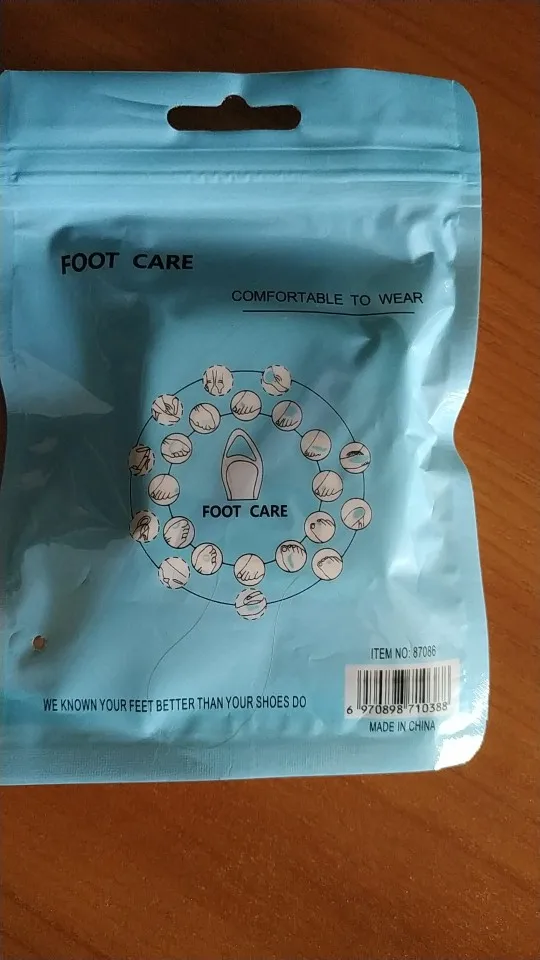 FOOT CARE
COMFORTABLE TO WEAR
FOOT CARE
ITEM NO: 87086
6 970898 710388
WE KNOWN YOUR FEET BETTER THAN YOUR SHOES DO
MADE IN CHINA